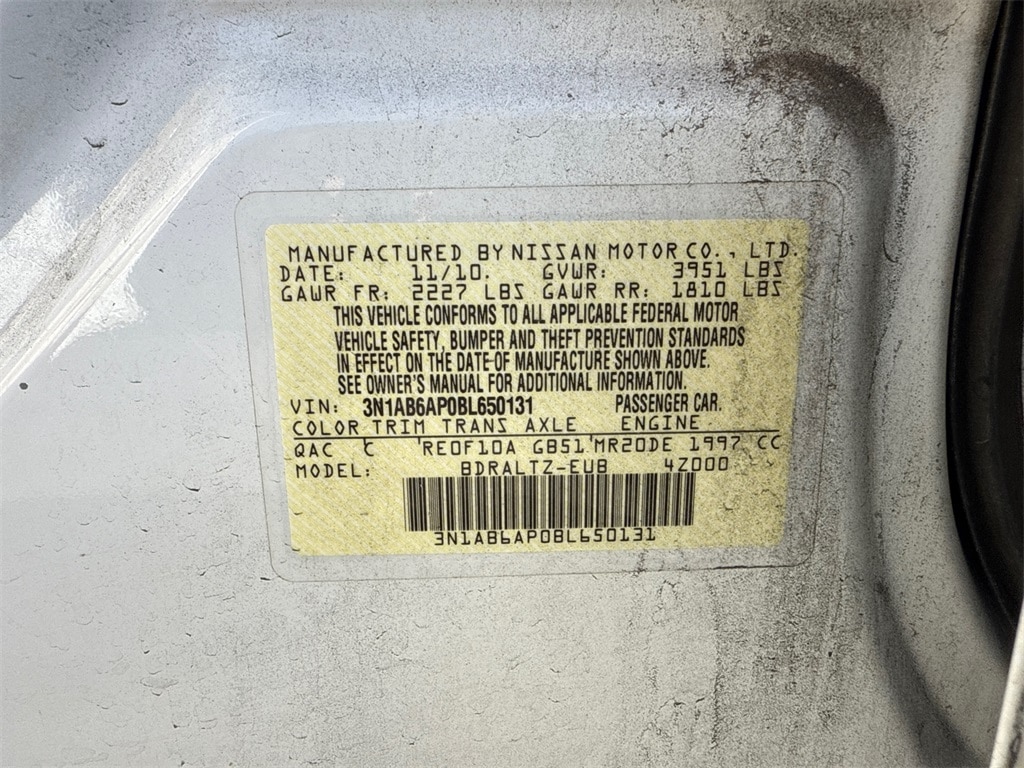 MANUFACTURED BY NISSAN MOTOR CO., LTD.
DATE: 11/10. GVWR: 3951 LBS
GAWR FR: 2227 LBS GAWR RR: 1810 LBS
THIS VEHICLE CONFORMS TO ALL APPLICABLE FEDERAL MOTOR
VEHICLE SAFETY, BUMPER AND THEFT PREVENTION STANDARDS
IN EFFECT ON THE DATE OF MANUFACTURE SHOWN ABOVE.
SEE OWNER'S MANUAL FOR ADDITIONAL INFORMATION.
VIN: 3N1AB6AP0BL650131 PASSENGER CAR.
COLOR TRIM TRANS AXLE ENGINE
QAC C RE0F10A GB51 MR20DE 1997 CC
MODEL: BDRALTZ-EUB 4Z000
3N1AB6AP0BL650131